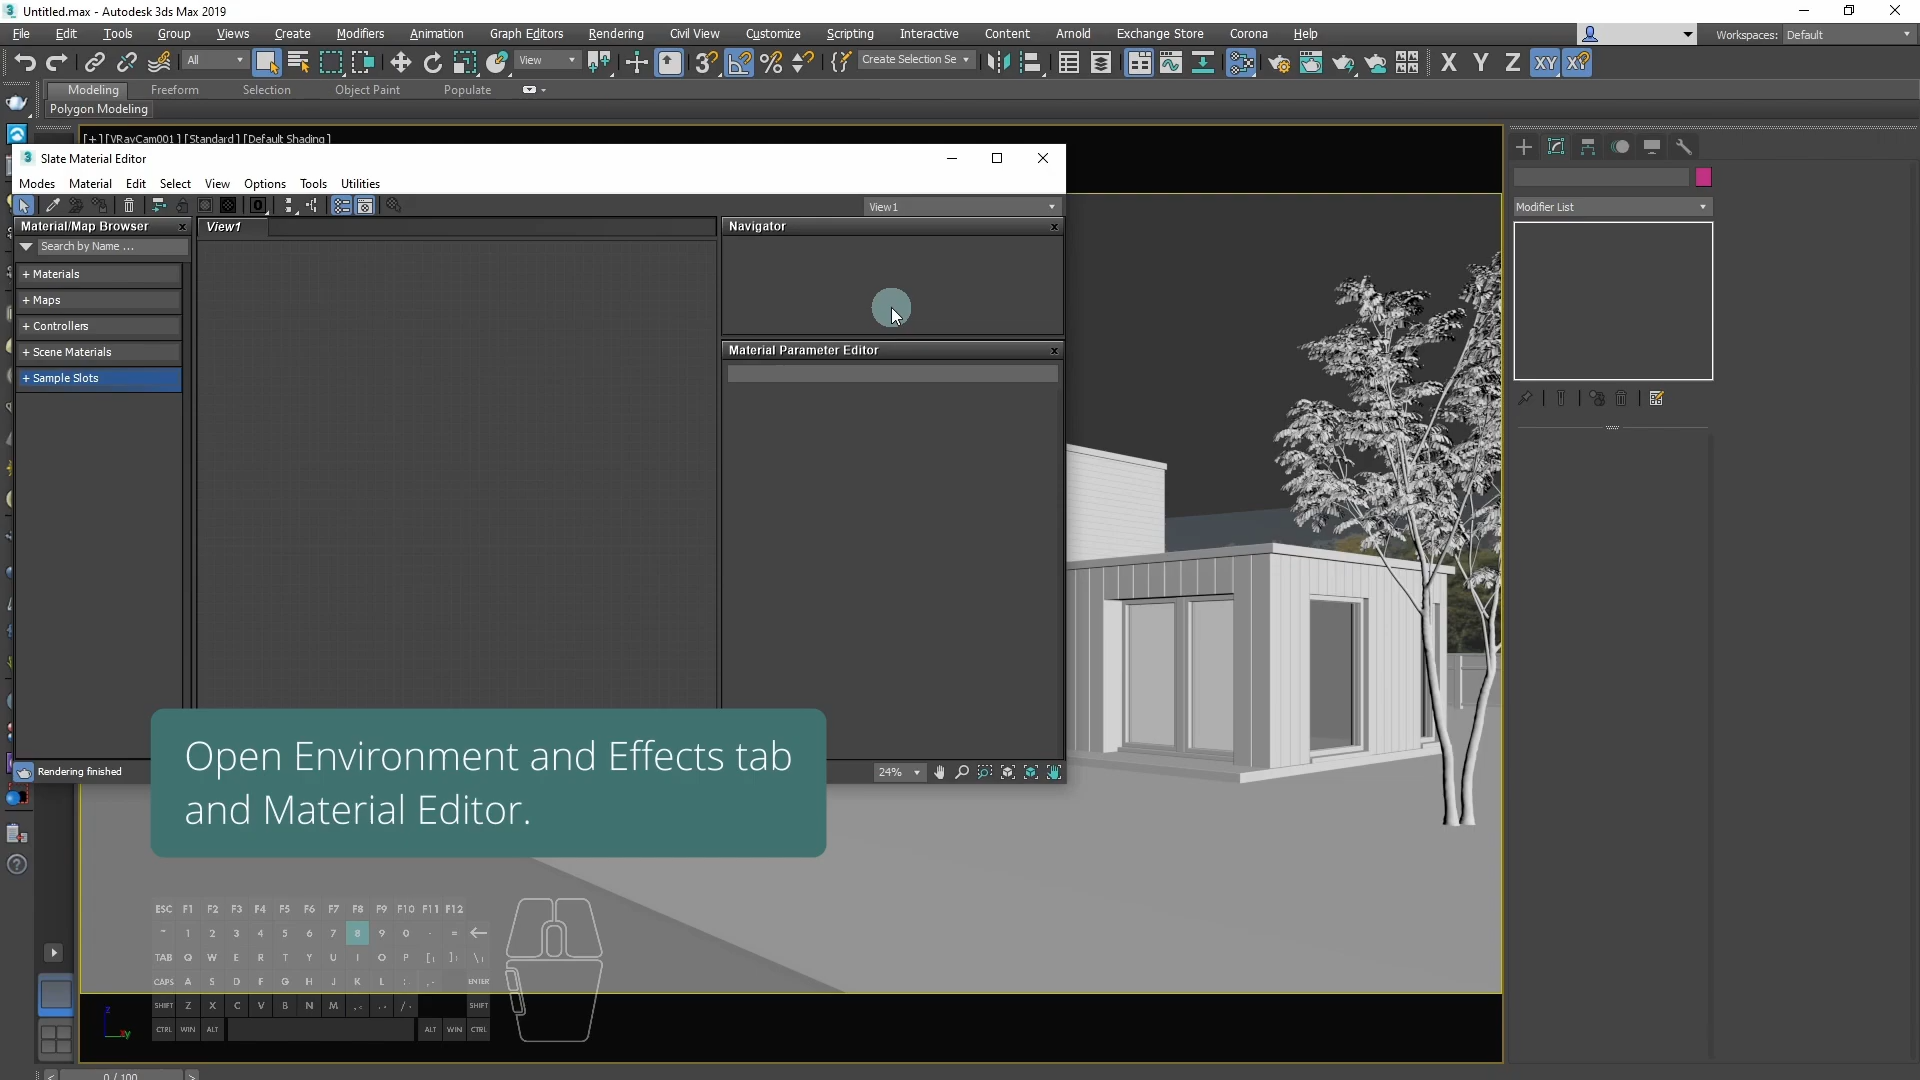 Untitled.max - Autodesk 3ds Max 2019
File Edit Tools Group Views Create Modifiers Animation Graph Editors Rendering Civil View Customize Scripting Interactive Content Arnold Exchange Store Corona Help
Workspaces: Default
All View Create Selection Se X Y Z XY XY
Modeling Freeform Selection Object Paint Populate
Polygon Modeling
[+] [VRayCam001] [Standard] [Default Shading]
Slate Material Editor
Modes Material Edit Select View Options Tools Utilities
View1
Material/Map Browser
View1
Navigator
Search by Name ...
+ Materials
+ Maps
+ Controllers
+ Scene Materials
+ Sample Slots
Material Parameter Editor
Modifier List
Rendering finished
24%
Open Environment and Effects tab
and Material Editor.
ESC F1 F2 F3 F4 F5 F6 F7 F8 F9 F10 F11 F12
~ 1 2 3 4 5 6 7 8 9 0 - =
TAB Q W E R T Y U I O P [ ] \
CAPS A S D F G H J K L ENTER
SHIFT Z X C V B N M SHIFT
CTRL WIN ALT ALT WIN CTRL
0 / 100